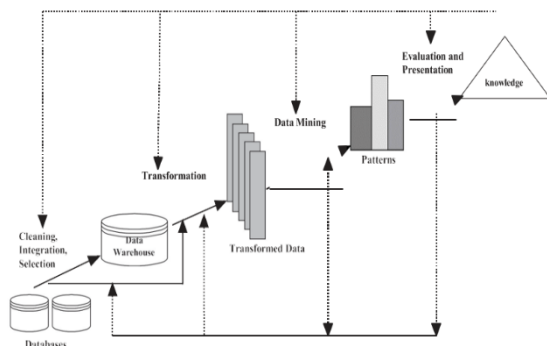 Evaluation and
Presentation
knowledge
Data Mining
Patterns
Transformation
Cleaning,
Integration,
Selection
Data
Warehouse
Transformed Data
Databases